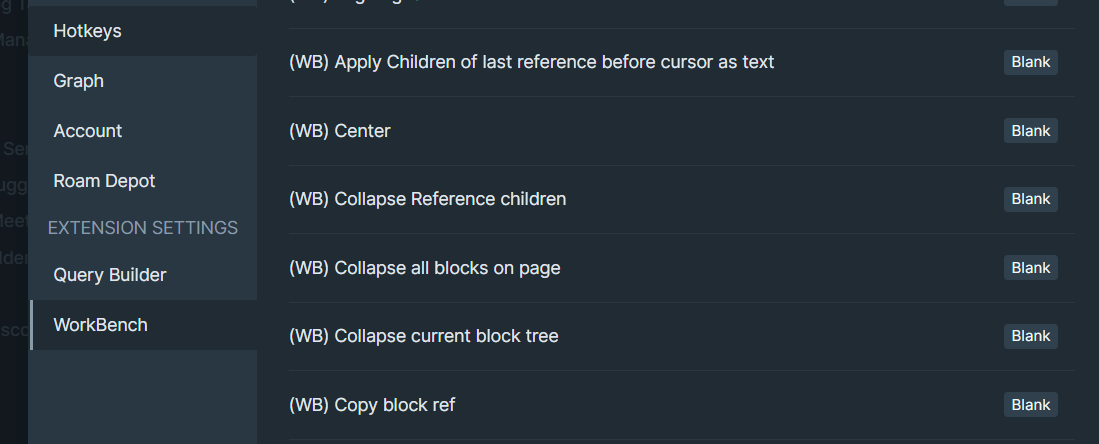 Hotkeys
Graph
Account
Roam Depot
EXTENSION SETTINGS
Query Builder
WorkBench
(WB) Apply Children of last reference before cursor as text Blank
(WB) Center Blank
(WB) Collapse Reference children Blank
(WB) Collapse all blocks on page Blank
(WB) Collapse current block tree Blank
(WB) Copy block ref Blank